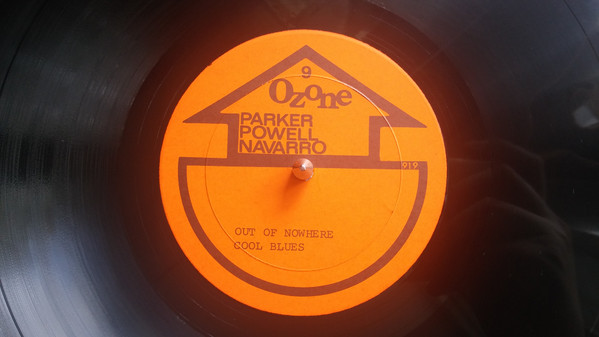 9
Ozone
PARKER
POWELL
NAVARRO
919
OUT OF NOWHERE
COOL BLUES